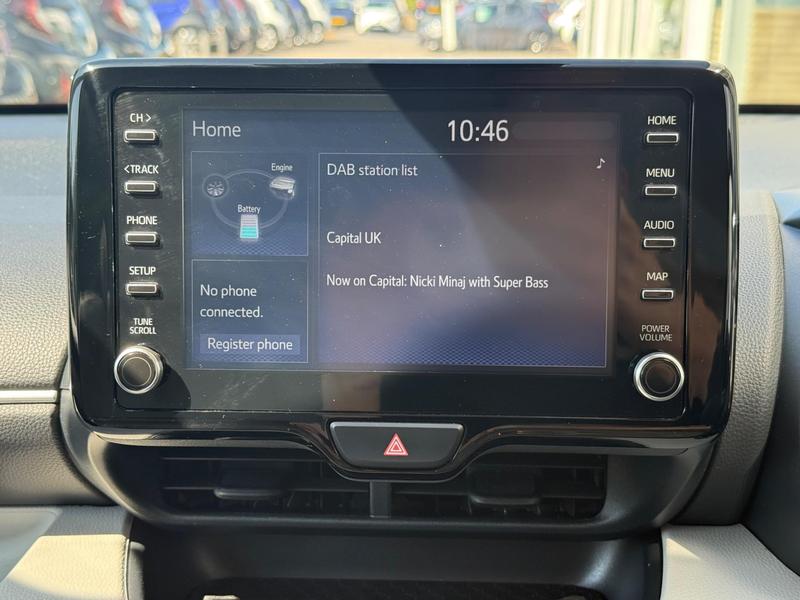 CH >
< TRACK
PHONE
SETUP
TUNE
SCROLL
Home
10:46
Engine
Battery
No phone
connected.
Register phone
DAB station list
Capital UK
Now on Capital: Nicki Minaj with Super Bass
HOME
MENU
AUDIO
MAP
POWER
VOLUME